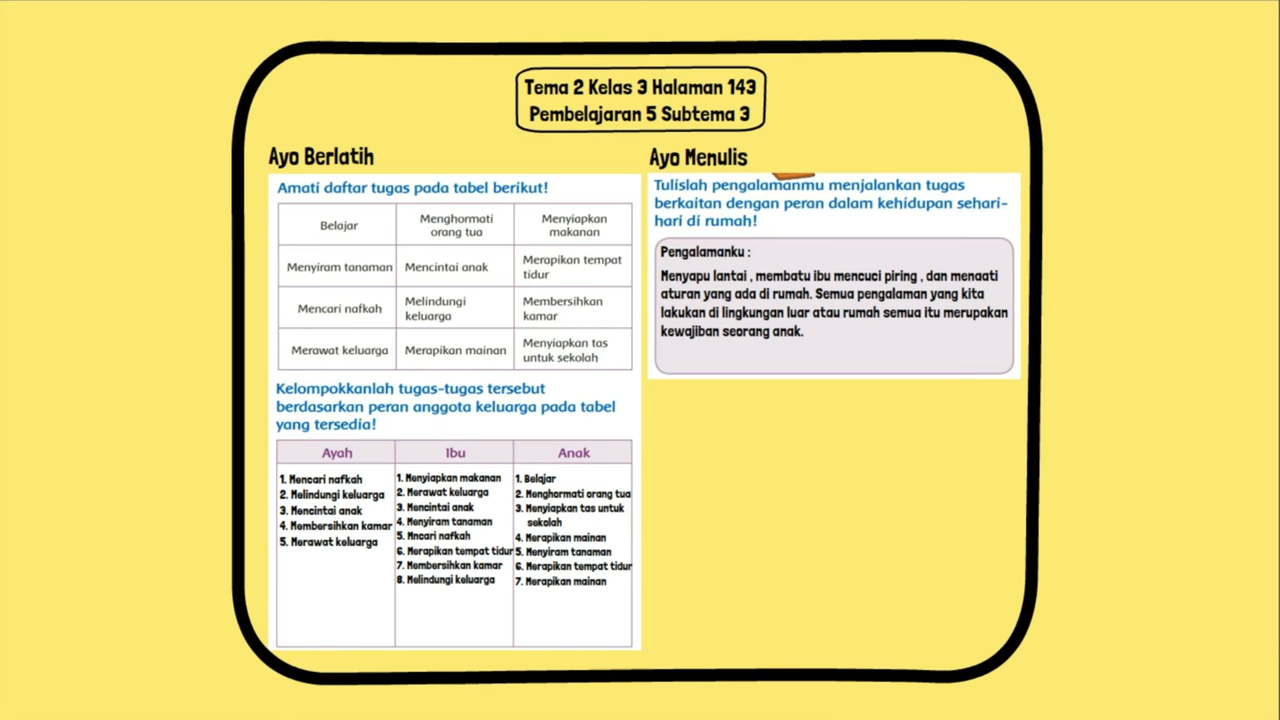 Tema 2 Kelas 3 Halaman 143
Pembelajaran 5 Subtema 3
Ayo Berlatih
Amati daftar tugas pada tabel berikut!
Belajar
Menghormati
orang tua
Menyiapkan
makanan
Menyiram tanaman
Mencintai anak
Merapikan tempat
tidur
Mencari nafkah
Melindungi
keluarga
Membersihkan
kamar
Merawat keluarga
Merapikan mainan
Menyiapkan tas
untuk sekolah
Kelompokkanlah tugas-tugas tersebut
berdasarkan peran anggota keluarga pada tabel
yang tersedia!
Ayah
1. Mencari nafkah
2. Melindungi keluarga
3. Mencintai anak
4. Membersihkan kamar
5. Merawat keluarga
Ibu
1. Menyiapkan makanan
2. Merawat keluarga
3. Mencintai anak
4. Menyiram tanaman
5. Mncari nafkah
6. Merapikan tempat tidur
7. Membersihkan kamar
8. Melindungi keluarga
Anak
1. Belajar
2. Menghormati orang tua
3. Menyiapkan tas untuk
sekolah
4. Merapikan mainan
5. Menyiram tanaman
6. Merapikan tempat tidur
7. Merapikan mainan
Ayo Menulis
Tulislah pengalamanmu menjalankan tugas
berkaitan dengan peran dalam kehidupan sehari-
hari di rumah!
Pengalamanku :
Menyapu lantai , membatu ibu mencuci piring , dan menaati
aturan yang ada di rumah. Semua pengalaman yang kita
lakukan di lingkungan luar atau rumah semua itu merupakan
kewajiban seorang anak.